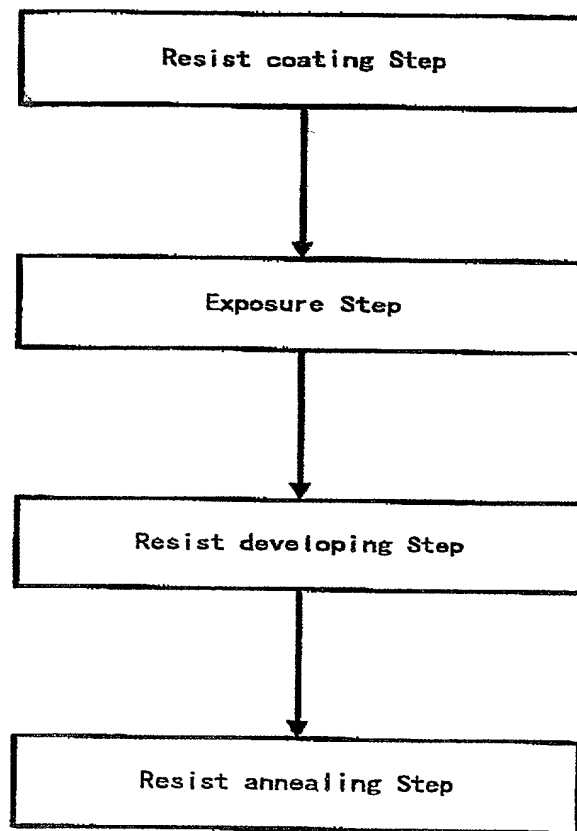 Resist coating Step
Exposure Step
Resist developing Step
Resist annealing Step